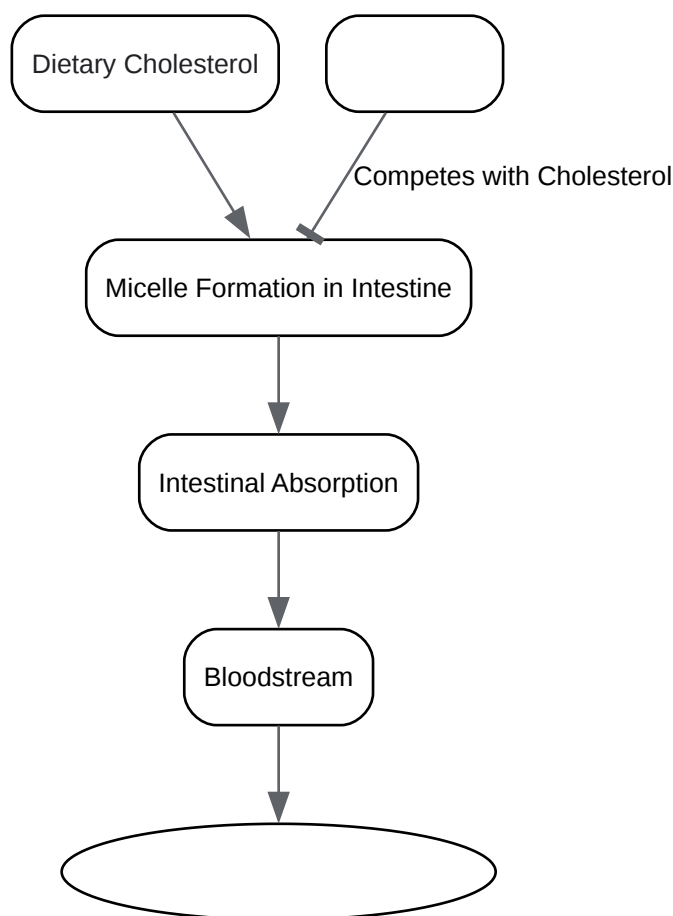 Dietary Cholesterol
Competes with Cholesterol
Micelle Formation in Intestine
Intestinal Absorption
Bloodstream